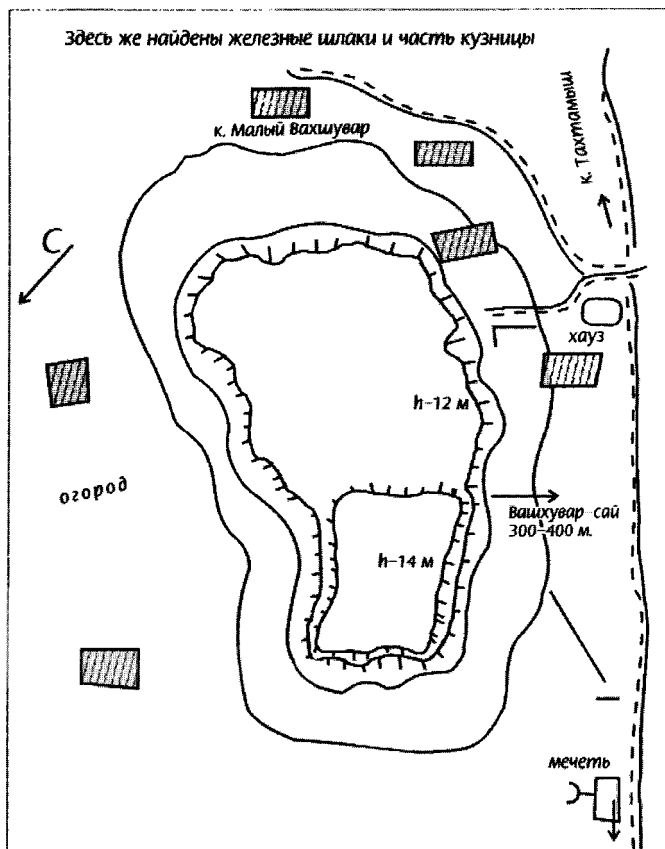 Здесь же найдены железные шлаки и часть кузницы
к. Малый Вахшувар
к. Тахтамыш
С
хауз
h-12 м
огород
Вашхувар-сай
300-400 м.
h-14 м
мечеть